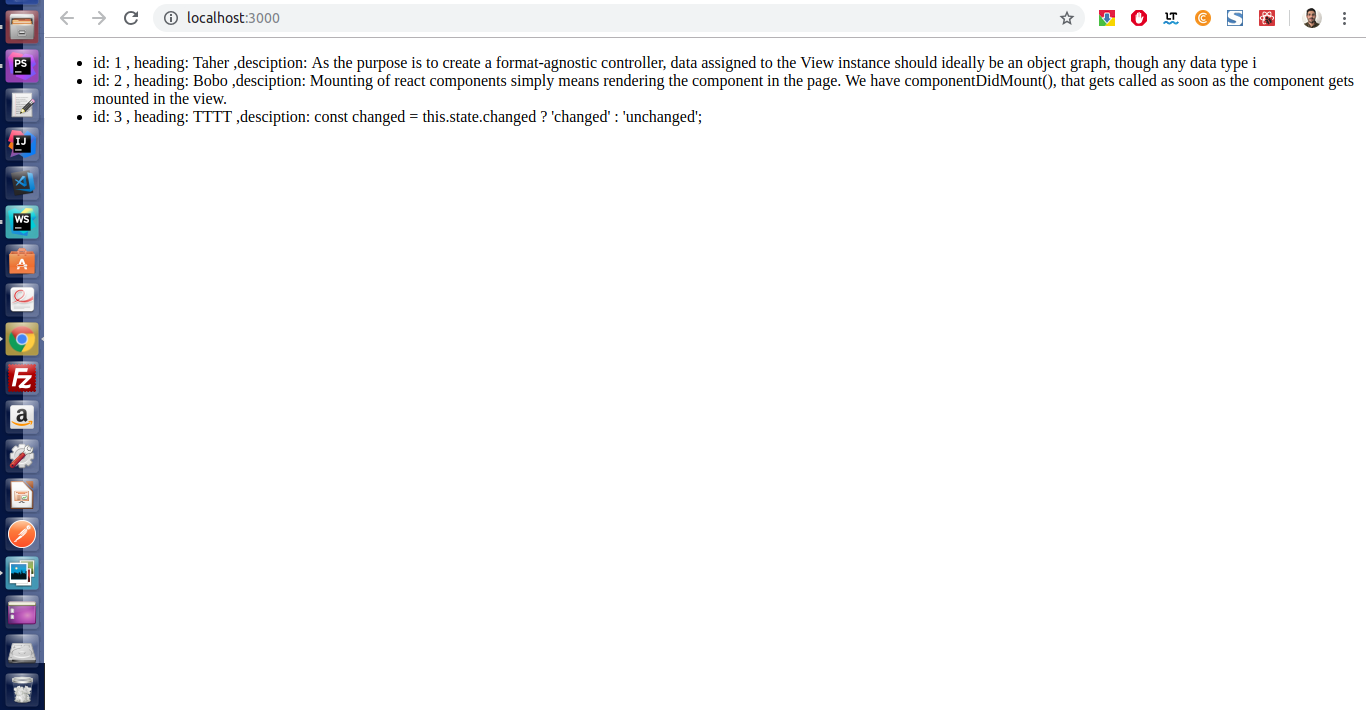 localhost:3000
LT
id: 1 , heading: Taher ,desciption: As the purpose is to create a format-agnostic controller, data assigned to the View instance should ideally be an object graph, though any data type i
id: 2 , heading: Bobo ,desciption: Mounting of react components simply means rendering the component in the page. We have componentDidMount(), that gets called as soon as the component gets
mounted in the view.
id: 3 , heading: TTTT ,desciption: const changed = this.state.changed ? 'changed' : 'unchanged';
PS
IJ
WS
A
Fz
a